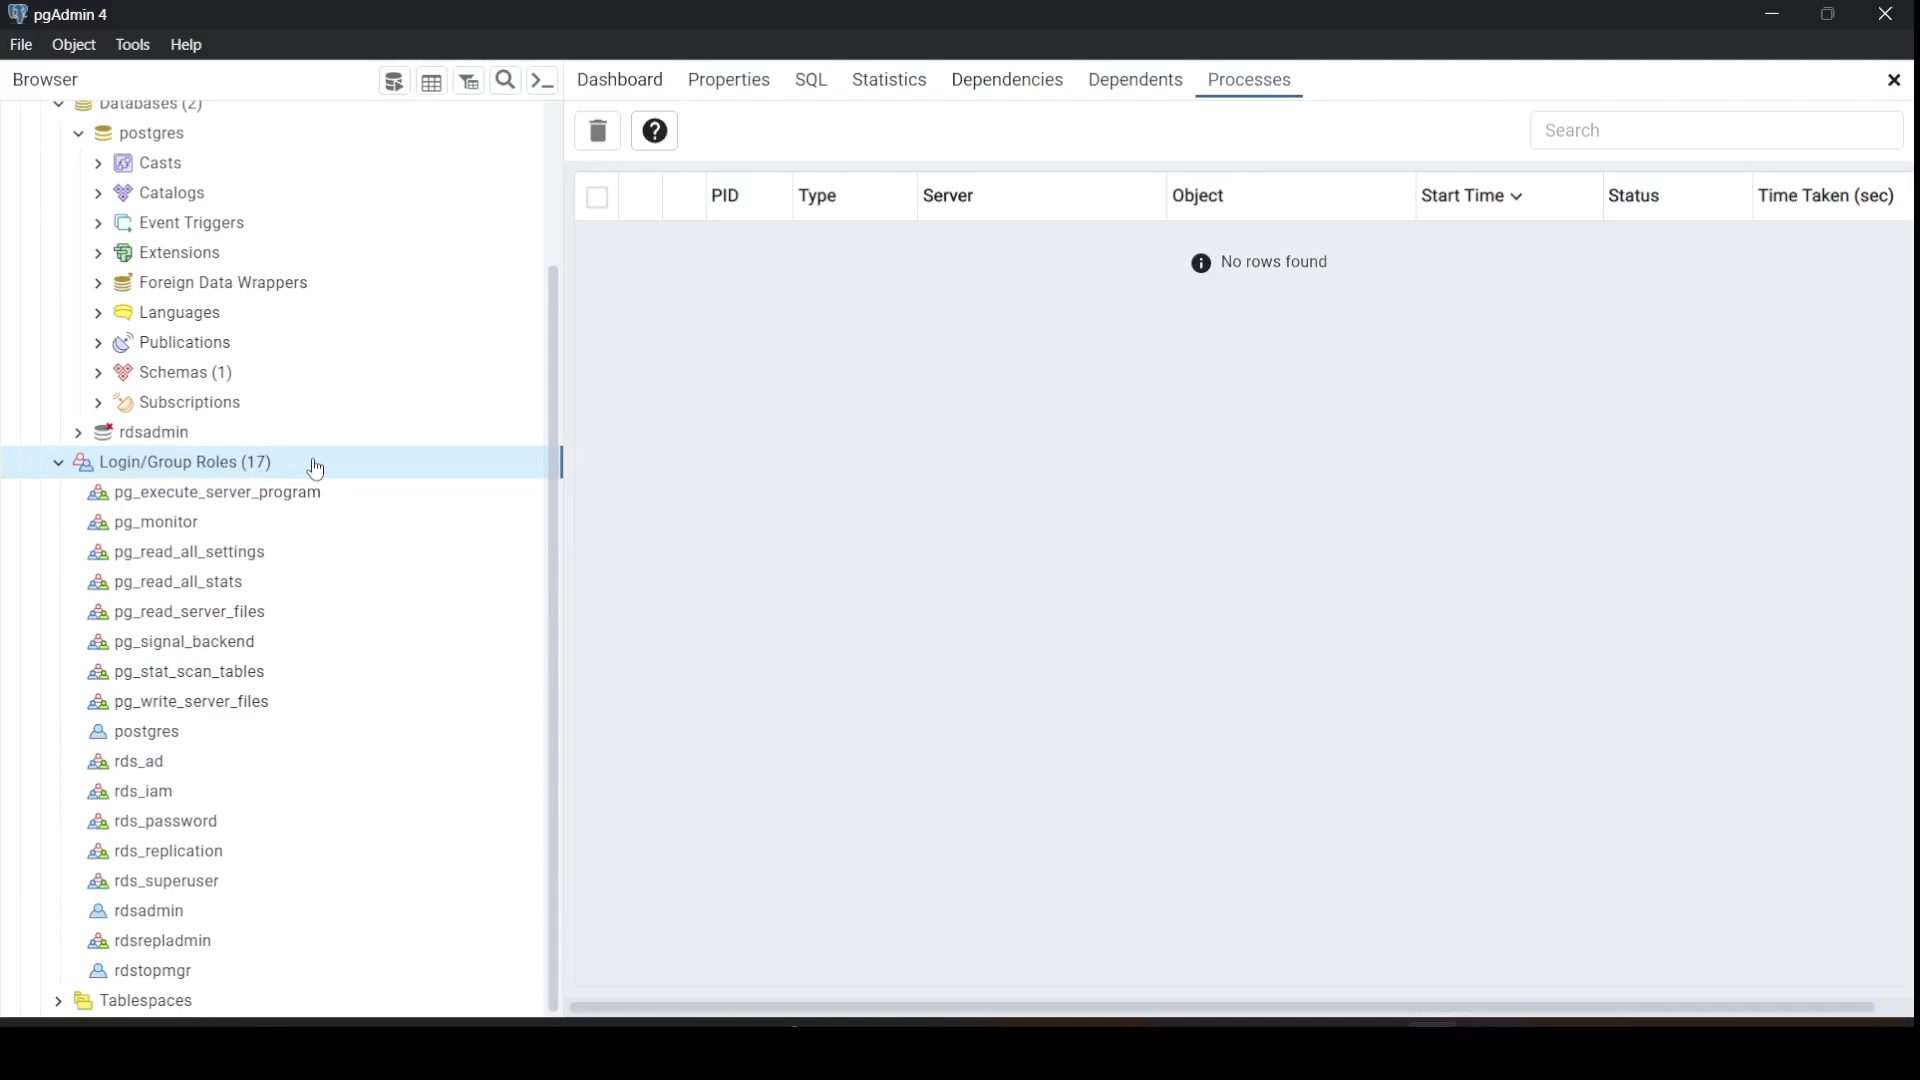 pgAdmin 4
File Object Tools Help
Browser
Dashboard Properties SQL Statistics Dependencies Dependents Processes
Search
Databases (2)
postgres
Casts
Catalogs
Event Triggers
Extensions
Foreign Data Wrappers
Languages
Publications
Schemas (1)
Subscriptions
rdsadmin
Login/Group Roles (17)
pg_execute_server_program
pg_monitor
pg_read_all_settings
pg_read_all_stats
pg_read_server_files
pg_signal_backend
pg_stat_scan_tables
pg_write_server_files
postgres
rds_ad
rds_iam
rds_password
rds_replication
rds_superuser
rdsadmin
rdsrepladmin
rdstopmgr
Tablespaces
PID Type Server Object Start Time Status Time Taken (sec)
No rows found